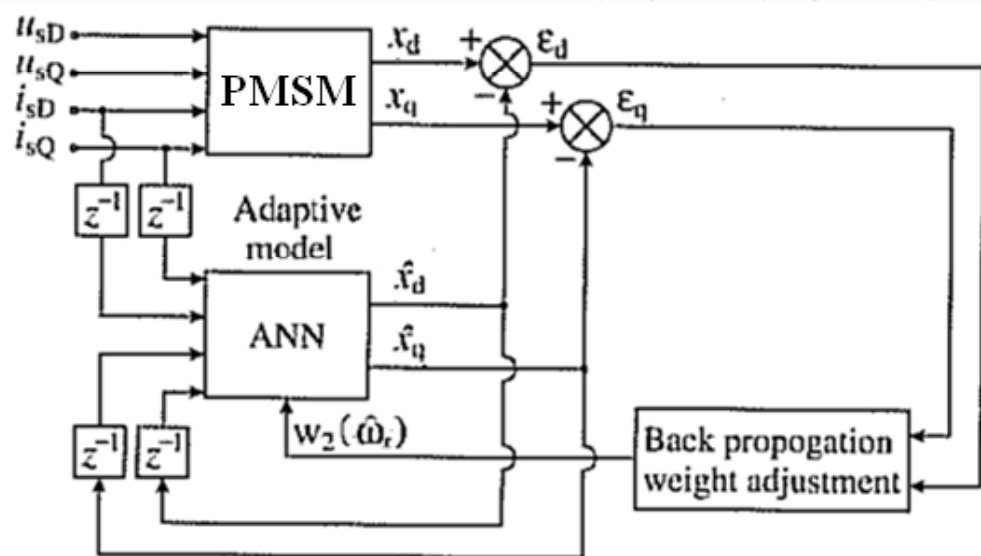 u_sD
u_sQ
i_sD
i_sQ
PMSM
x_d
x_q
+
−
ε_d
+
−
ε_q
z⁻¹
z⁻¹
Adaptive
model
ANN
x̂_d
x̂_q
w₂(ω̂_r)
z⁻¹
z⁻¹
Back propogation
weight adjustment